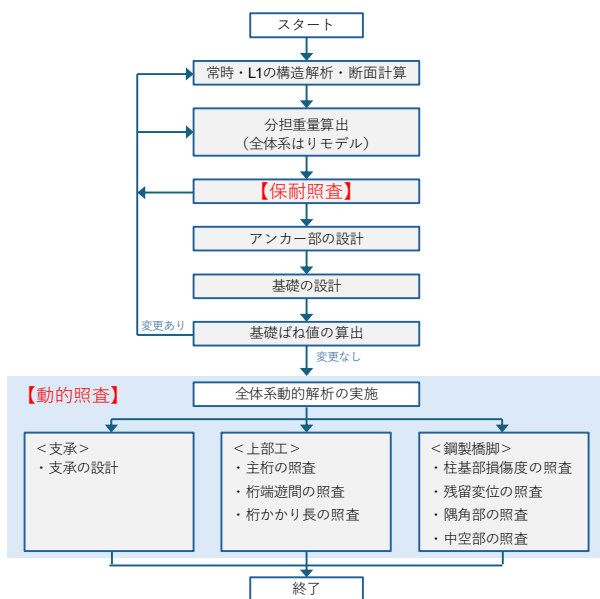 スタート
常時・L1の構造解析・断面計算
分担重量算出
（全体系はりモデル）
【保耐照査】
アンカー部の設計
基礎の設計
基礎ばね値の算出
変更あり
変更なし
【動的照査】
全体系動的解析の実施
＜支承＞
・支承の設計
＜上部工＞
・主桁の照査
・桁端遊間の照査
・桁かかり長の照査
＜鋼製橋脚＞
・柱基部損傷度の照査
・残留変位の照査
・隅角部の照査
・中空部の照査
終了